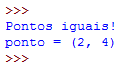 >>>
Pontos iguais!
ponto = (2, 4)
>>>